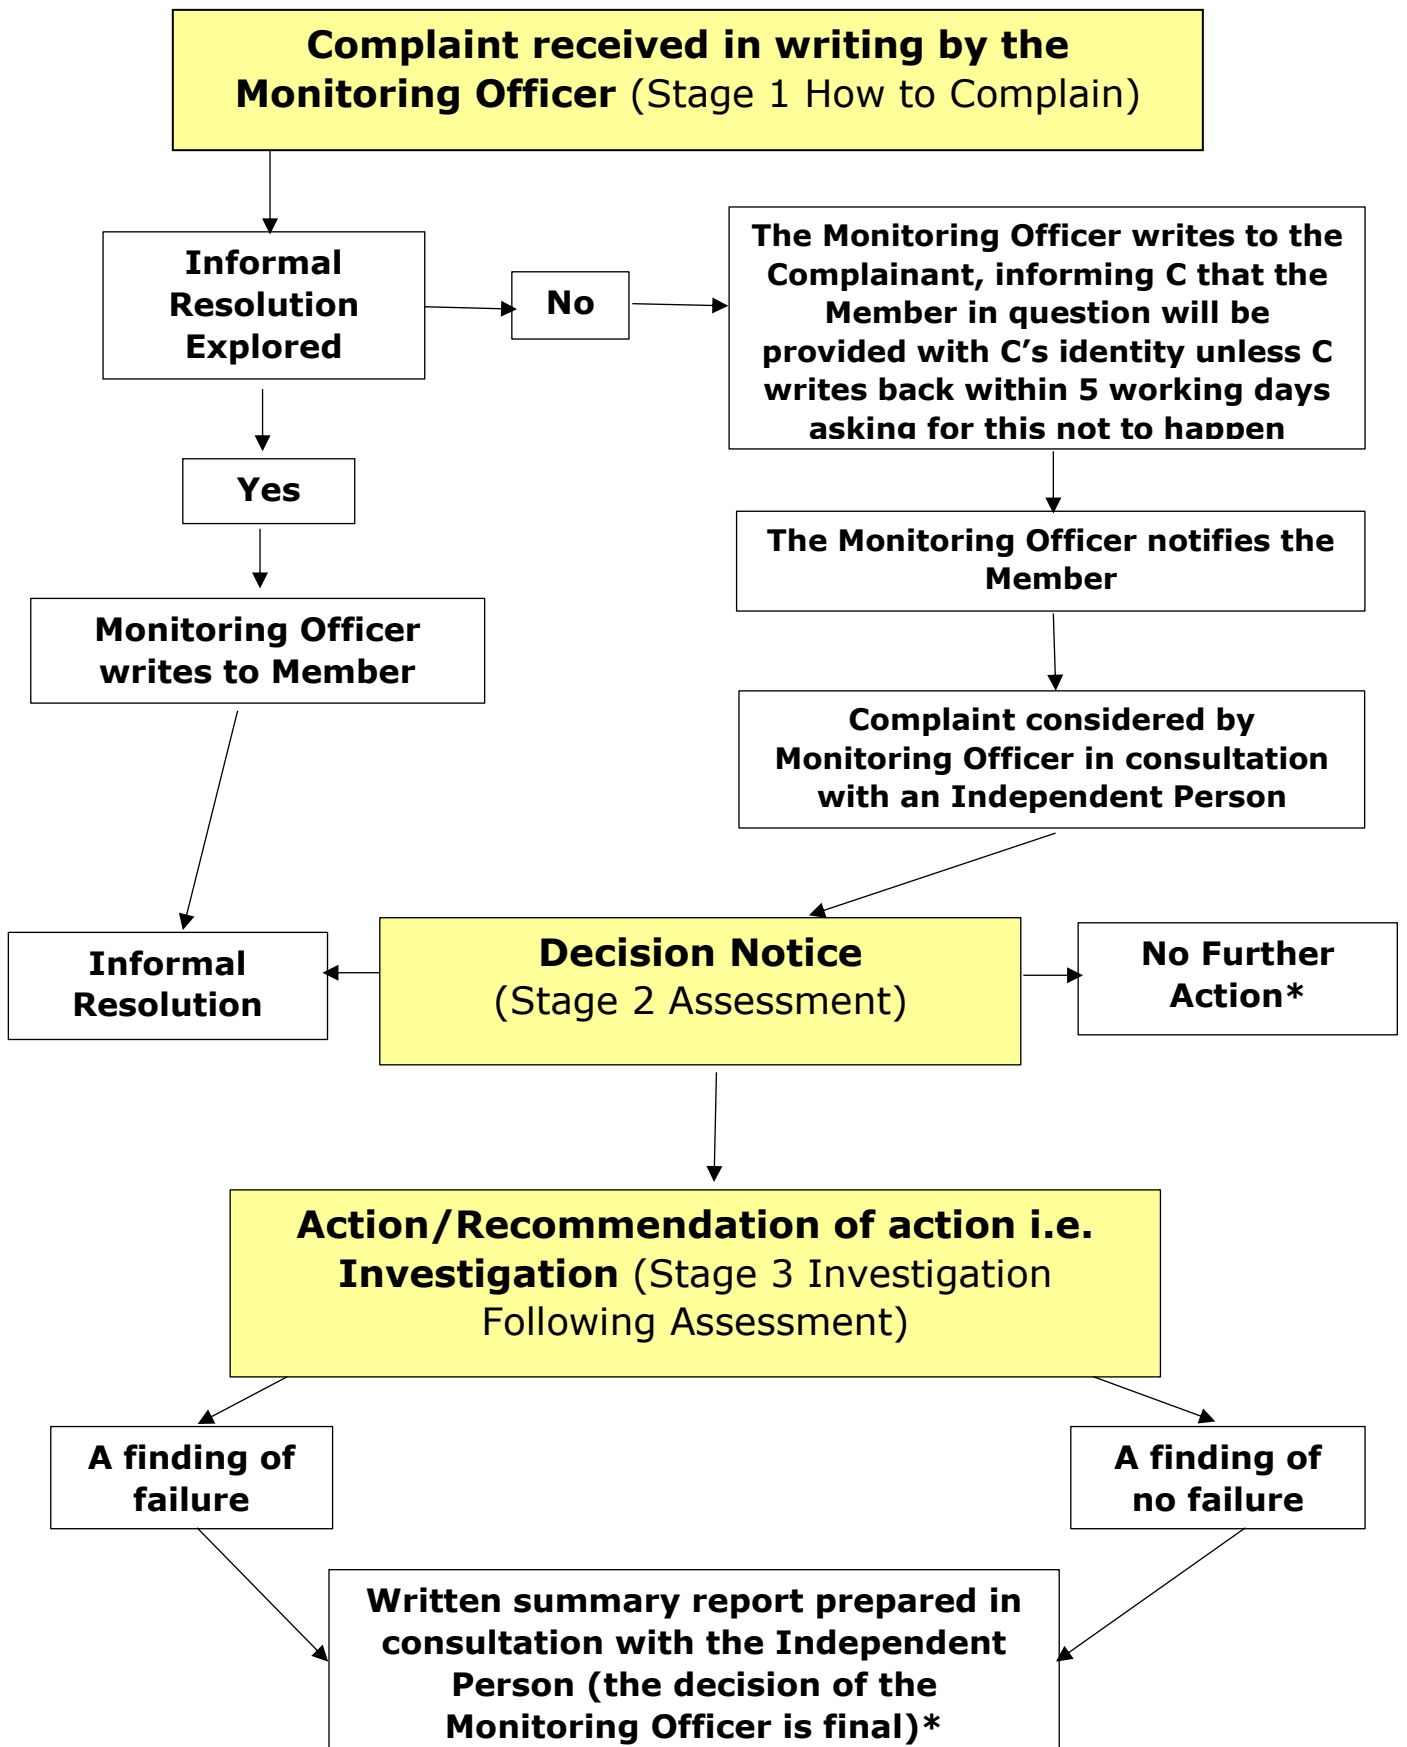 Complaint received in writing by the
Monitoring Officer (Stage 1 How to Complain)
Informal
Resolution
Explored
No
The Monitoring Officer writes to the
Complainant, informing C that the
Member in question will be
provided with C’s identity unless C
writes back within 5 working days
asking for this not to happen
Yes
The Monitoring Officer notifies the
Member
Monitoring Officer
writes to Member
Complaint considered by
Monitoring Officer in consultation
with an Independent Person
Informal
Resolution
Decision Notice
(Stage 2 Assessment)
No Further
Action*
Action/Recommendation of action i.e.
Investigation (Stage 3 Investigation
Following Assessment)
A finding of
failure
A finding of
no failure
Written summary report prepared in
consultation with the Independent
Person (the decision of the
Monitoring Officer is final)*